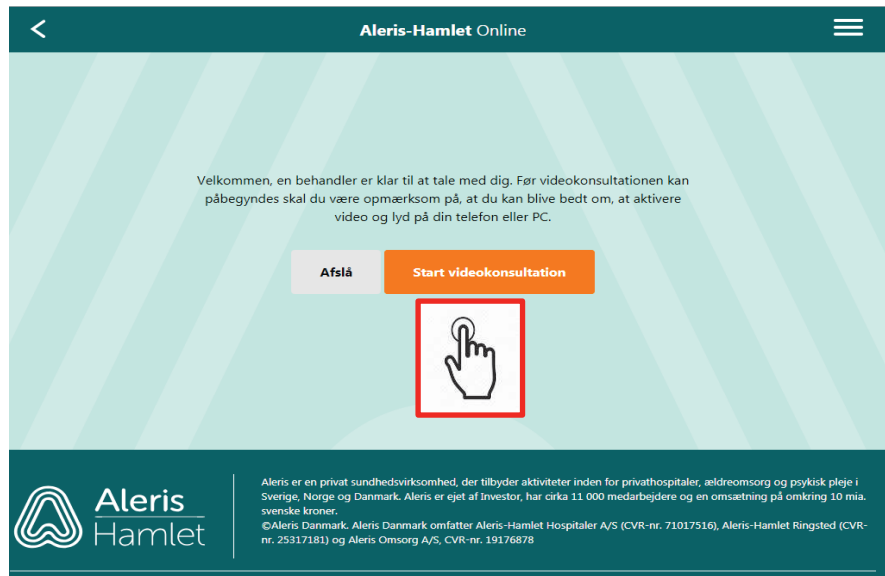 Aleris-Hamlet Online
Velkommen, en behandler er klar til at tale med dig. Før videokonsultationen kan
påbegyndes skal du være opmærksom på, at du kan blive bedt om, at aktivere
video og lyd på din telefon eller PC.
Afslå
Start videokonsultation
Aleris
Hamlet
Aleris er en privat sundhedsvirksomhed, der tilbyder aktiviteter inden for privathospitaler, ældreomsorg og psykisk pleje i
Sverige, Norge og Danmark. Aleris er ejet af Investor, har cirka 11 000 medarbejdere og en omsætning på omkring 10 mia.
svenske kroner.
©Aleris Danmark. Aleris Danmark omfatter Aleris-Hamlet Hospitaler A/S (CVR-nr. 71017516), Aleris-Hamlet Ringsted (CVR-
nr. 25317181) og Aleris Omsorg A/S, CVR-nr. 19176878